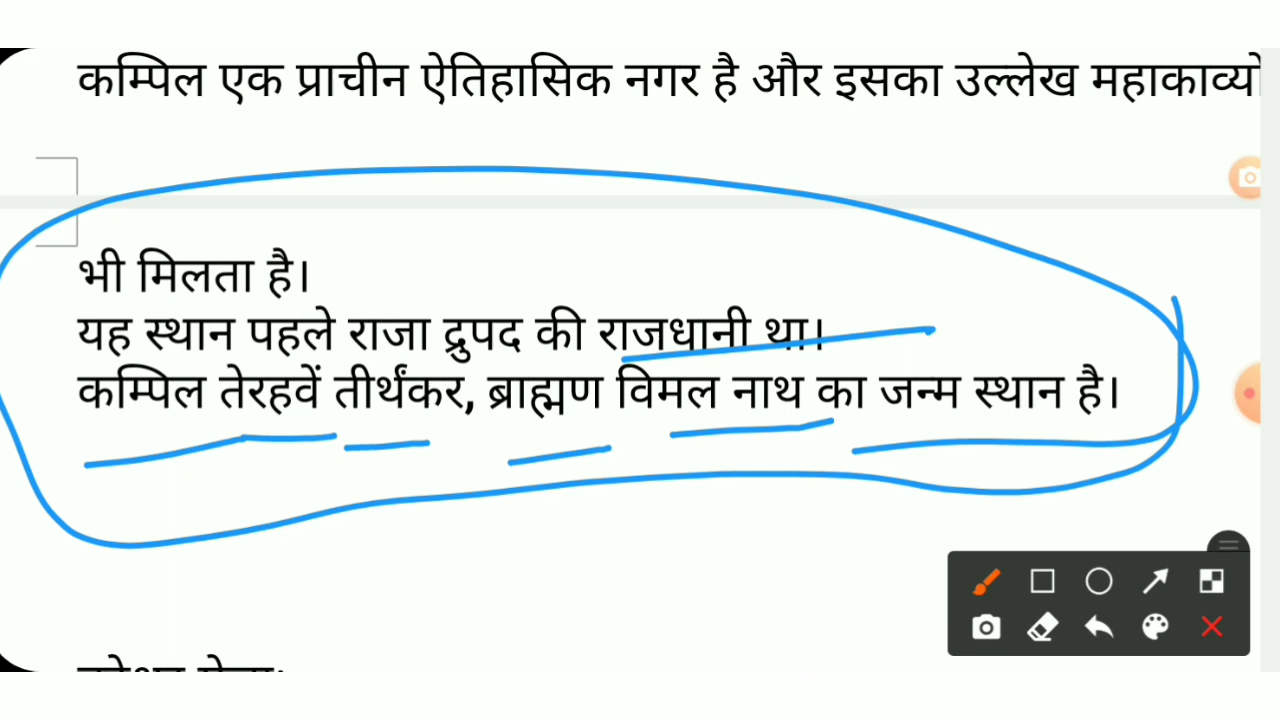 कम्पिल एक प्राचीन ऐतिहासिक नगर है और इसका उल्लेख महाकाव्यो
भी मिलता है।
यह स्थान पहले राजा द्रुपद की राजधानी था।
कम्पिल तेरहवें तीर्थंकर, ब्राह्मण विमल नाथ का जन्म स्थान है।